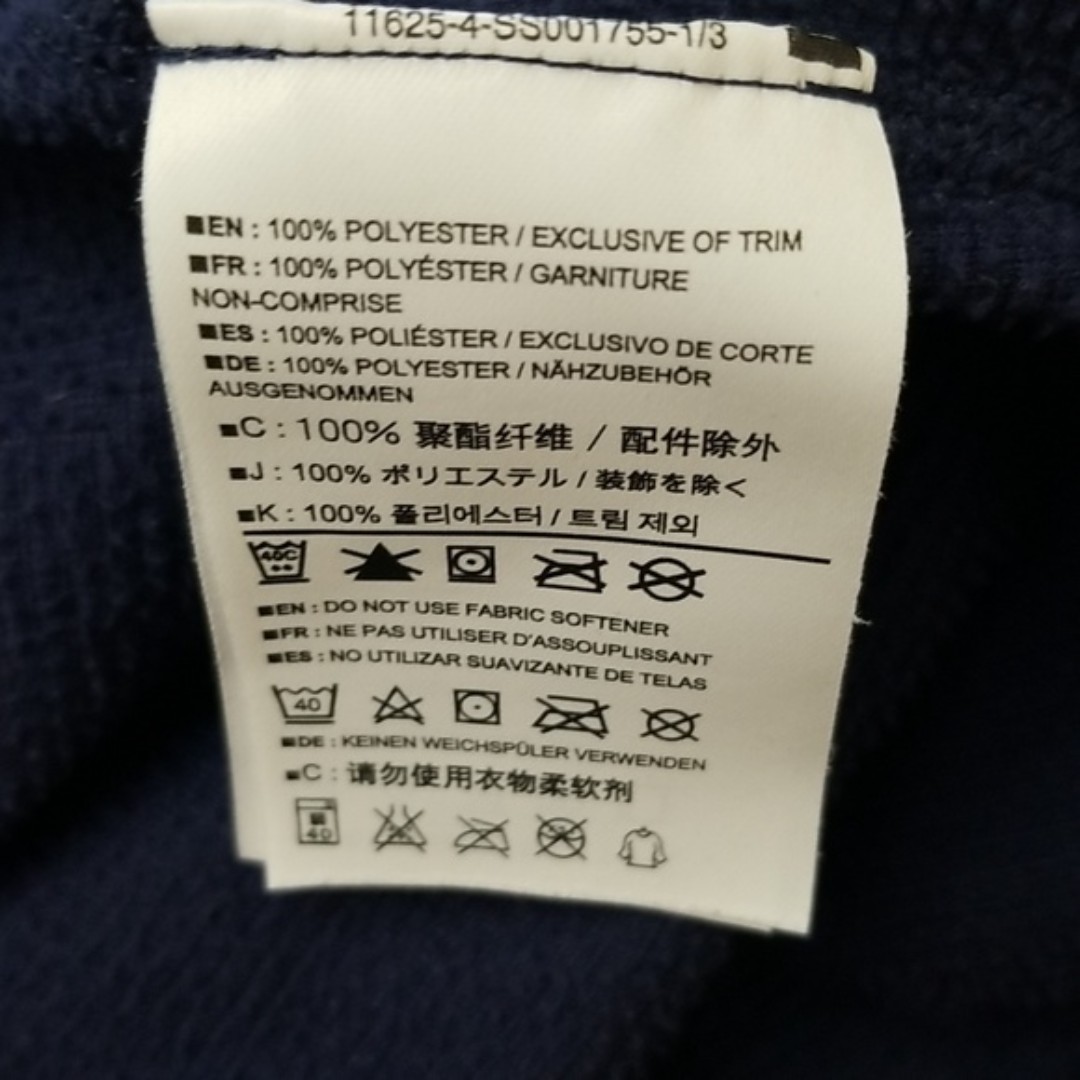 11625-4-SS001755-1/3
■EN : 100% POLYESTER / EXCLUSIVE OF TRIM
■FR : 100% POLYÉSTER / GARNITURE
NON-COMPRISE
■ES : 100% POLIÉSTER / EXCLUSIVO DE CORTE
■DE : 100% POLYESTER / NÄHZUBEHÖR
AUSGENOMMEN
■C : 100% 聚酯纤维 / 配件除外
■J : 100% ポリエステル / 装飾を除く
■K : 100% 폴리에스터 / 트림 제외
40C
■EN : DO NOT USE FABRIC SOFTENER
■FR : NE PAS UTILISER D'ASSOUPLISSANT
■ES : NO UTILIZAR SUAVIZANTE DE TELAS
40
■DE : KEINEN WEICHSPÜLER VERWENDEN
■C : 请勿使用衣物柔软剂
40